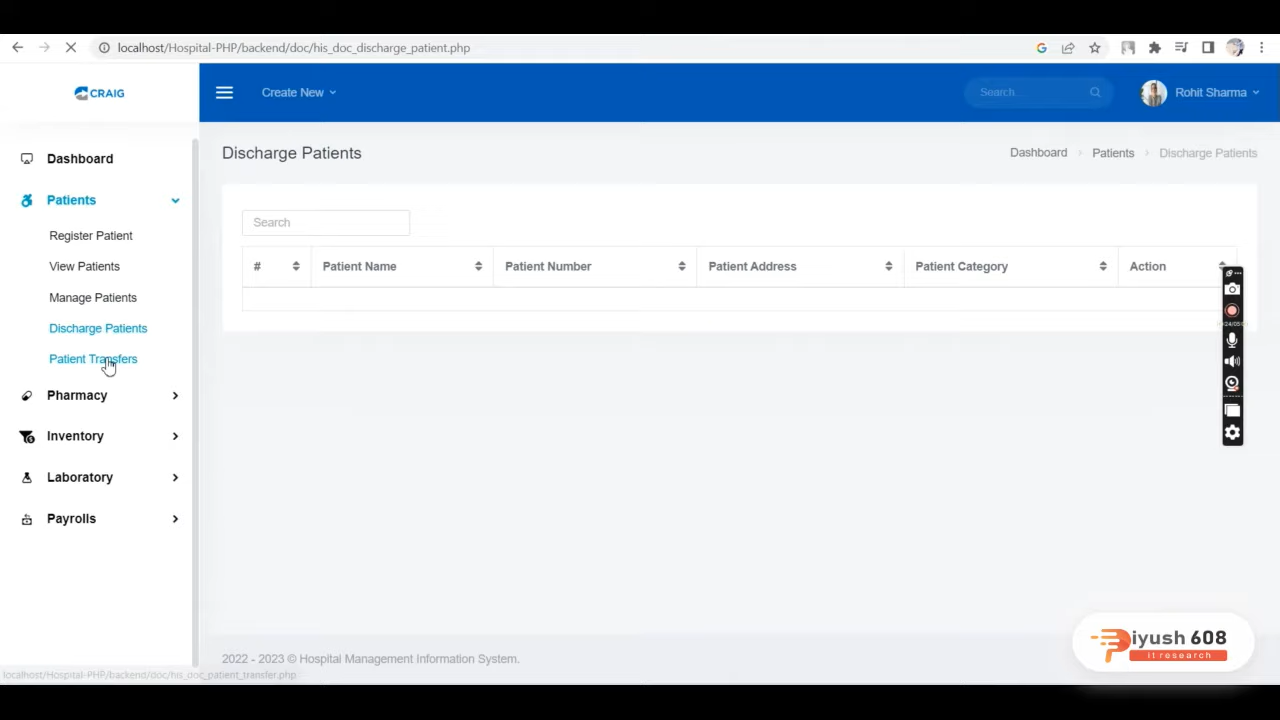 localhost/Hospital-PHP/backend/doc/his_doc_discharge_patient.php
CRAIG
Create New
Search...
Rohit Sharma
Dashboard
Patients
Register Patient
View Patients
Manage Patients
Discharge Patients
Patient Transfers
Pharmacy
Inventory
Laboratory
Payrolls
Discharge Patients
Dashboard
Patients
Discharge Patients
Search
# Patient Name Patient Number Patient Address Patient Category Action
2022 - 2023 © Hospital Management Information System.
iyush 608
it research
localhost/Hospital-PHP/backend/doc/his_doc_patient_transfer.php